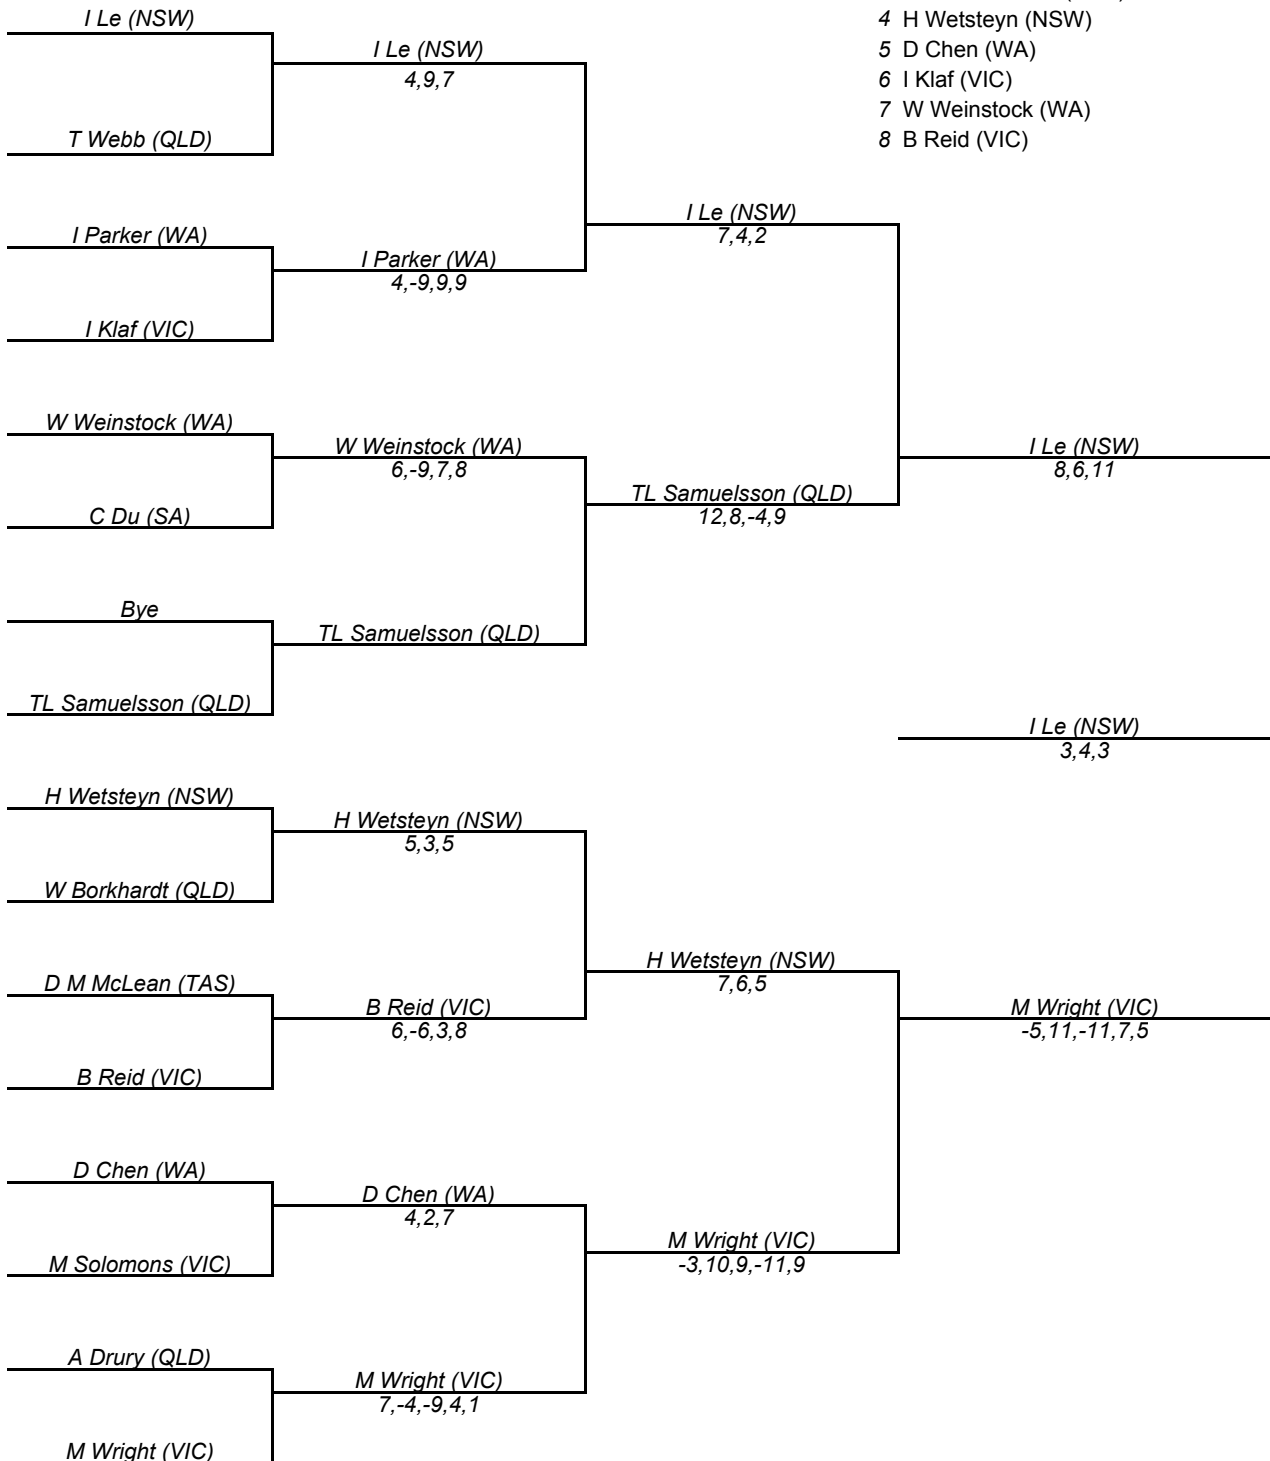 I Le (NSW)
I Le (NSW)
4,9,7
T Webb (QLD)
4 H Wetsteyn (NSW)
5 D Chen (WA)
6 I Klaf (VIC)
7 W Weinstock (WA)
8 B Reid (VIC)
I Le (NSW)
7,4,2
I Parker (WA)
I Parker (WA)
4,-9,9,9
I Klaf (VIC)
W Weinstock (WA)
W Weinstock (WA)
6,-9,7,8
C Du (SA)
I Le (NSW)
8,6,11
TL Samuelsson (QLD)
12,8,-4,9
Bye
TL Samuelsson (QLD)
TL Samuelsson (QLD)
I Le (NSW)
3,4,3
H Wetsteyn (NSW)
H Wetsteyn (NSW)
5,3,5
W Borkhardt (QLD)
H Wetsteyn (NSW)
7,6,5
D M McLean (TAS)
B Reid (VIC)
6,-6,3,8
B Reid (VIC)
M Wright (VIC)
-5,11,-11,7,5
D Chen (WA)
D Chen (WA)
4,2,7
M Solomons (VIC)
M Wright (VIC)
-3,10,9,-11,9
A Drury (QLD)
M Wright (VIC)
7,-4,-9,4,1
M Wright (VIC)